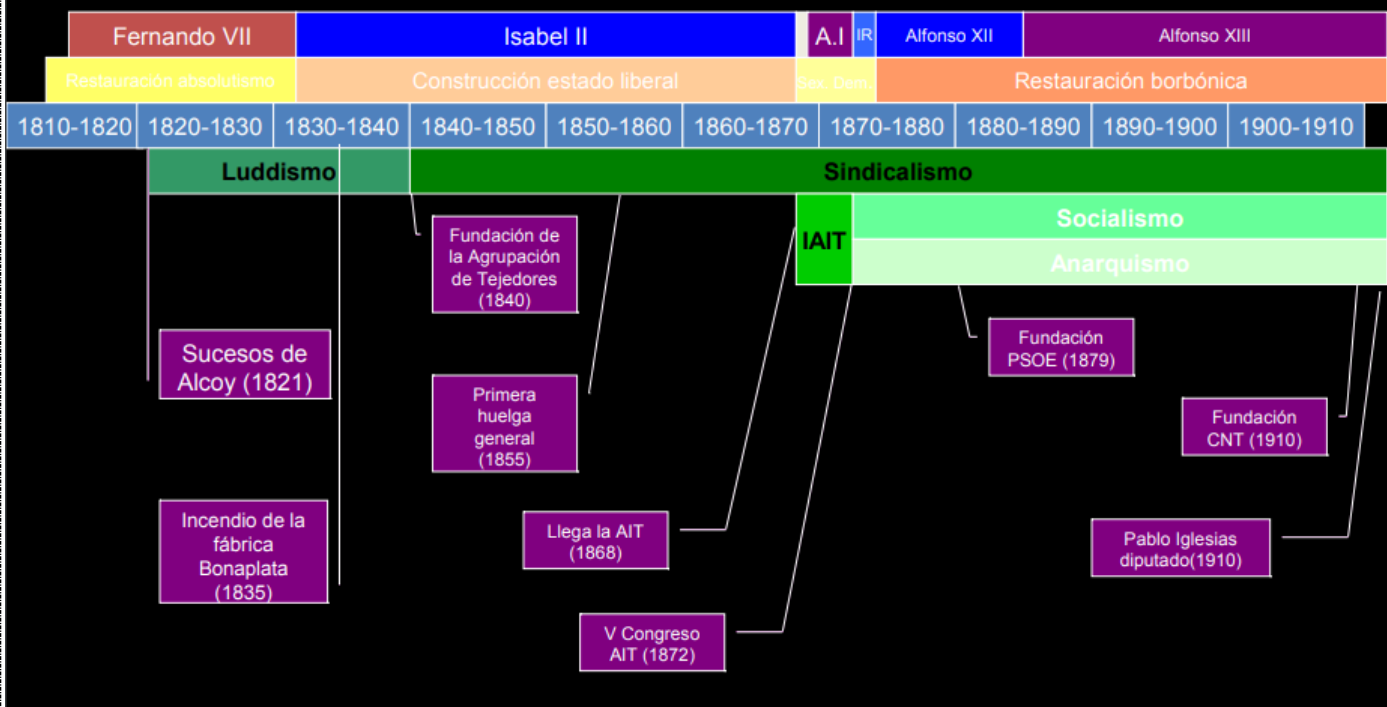 Fernando VII
Isabel II
A.I
IR
Alfonso XII
Alfonso XIII
Restauración absolutismo
Construcción estado liberal
Sex. Dem.
Restauración borbónica
1810-1820
1820-1830
1830-1840
1840-1850
1850-1860
1860-1870
1870-1880
1880-1890
1890-1900
1900-1910
Luddismo
Sindicalismo
IAIT
Socialismo
Anarquismo
Fundación de
la Agrupación
de Tejedores
(1840)
Sucesos de
Alcoy (1821)
Fundación
PSOE (1879)
Primera
huelga
general
(1855)
Fundación
CNT (1910)
Incendio de la
fábrica
Bonaplata
(1835)
Llega la AIT
(1868)
Pablo Iglesias
diputado(1910)
V Congreso
AIT (1872)